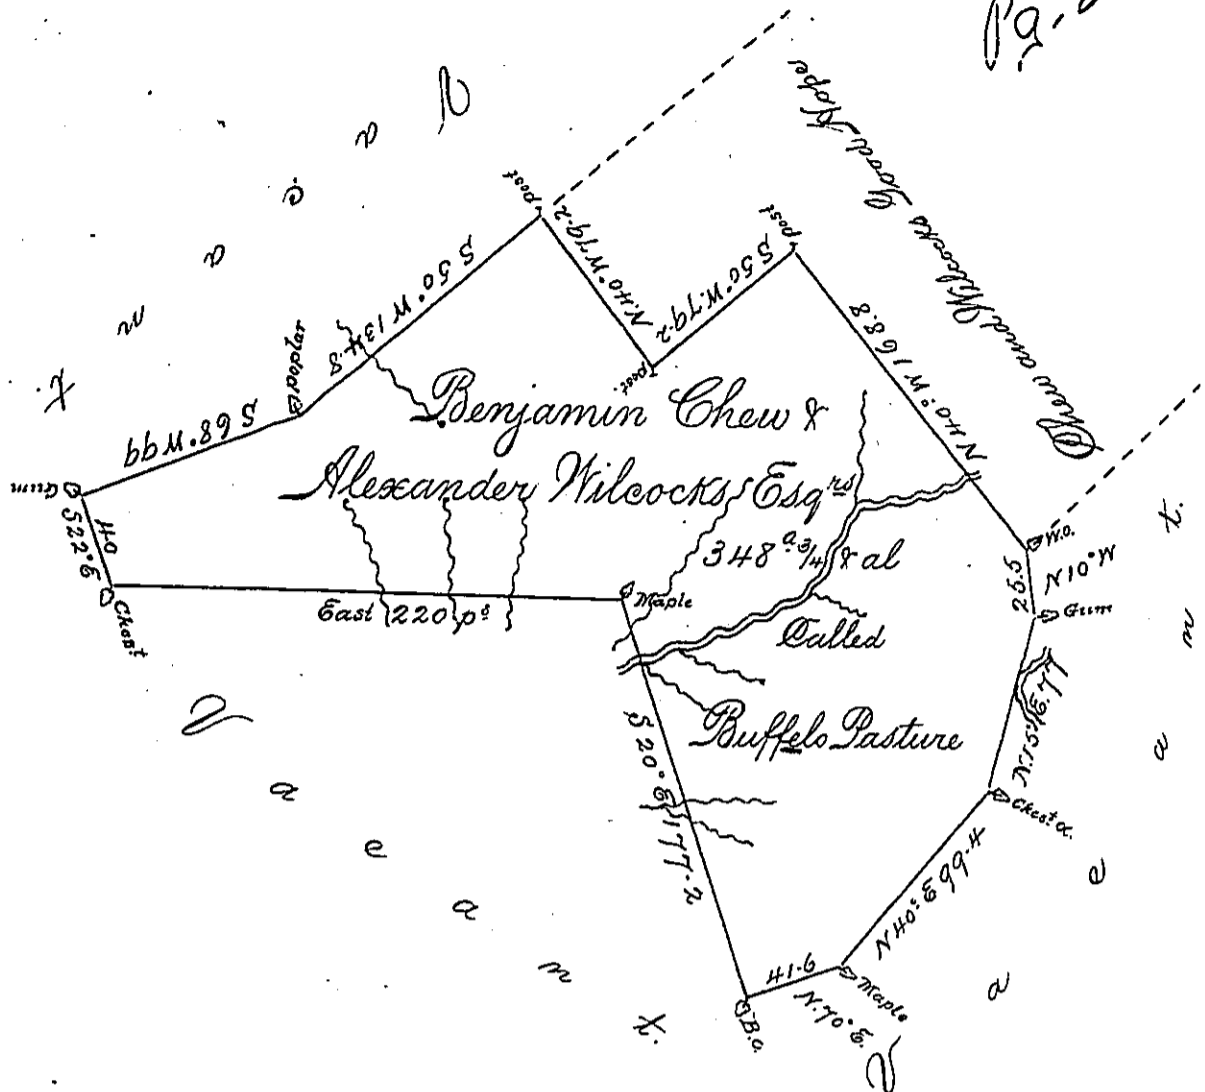 Pg.
Vacant.
Chew and Wilcocks Good Hope
post
N.40° W 79.2
post
S 50° W. 79.2
post.
S 50° W 134.8
poplar
S 68° W 99
Gum
40
S 22° E
Chest
East 220 ps
Maple
Benjamin Chew &
Alexander Wilcocks Esqrs
348 a. 3/4 & al
Called
Buffelo Pasture
N 40° W 168.8
W.O.
N 10° W
25.5
Gum
N. 15° E. 77
Chest. O.
N 40° E 99.4
Maple
41.6
N. 70° E.
B.O.
S 20° E 177.2
Vacant.
Vacant.